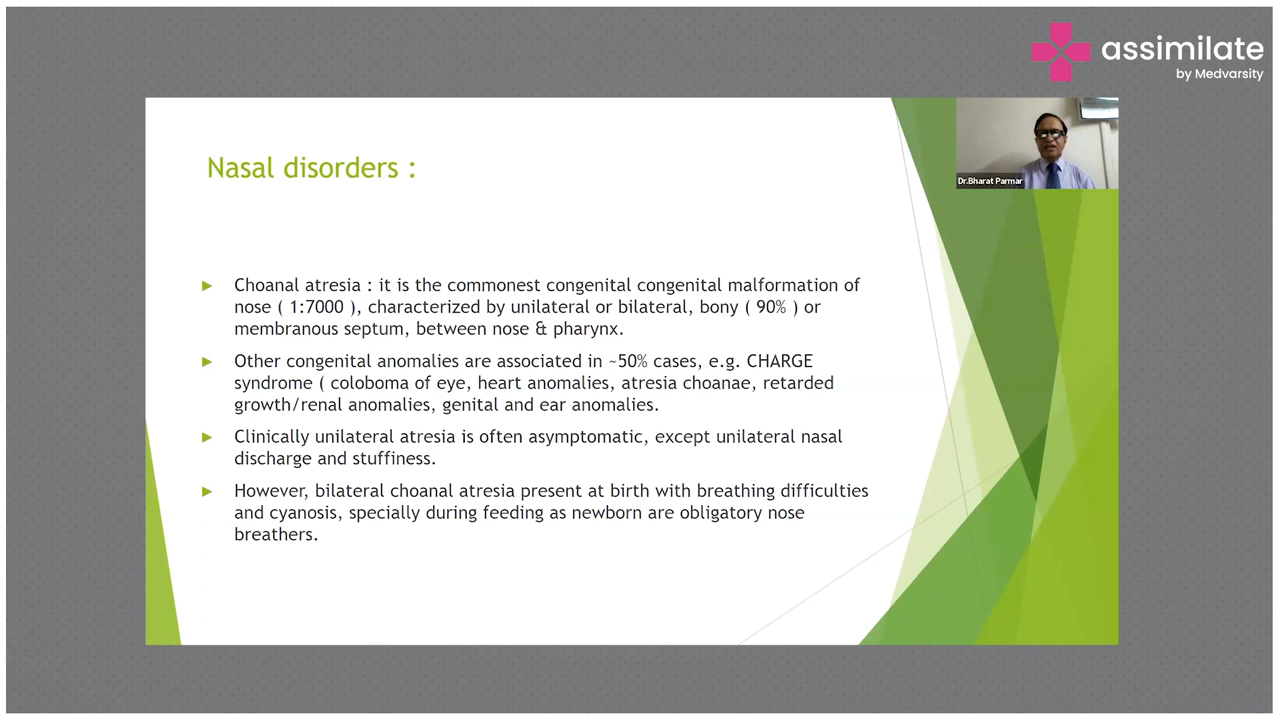 assimilate
by Medvarsity
Nasal disorders :
Dr.Bharat Parmar
Choanal atresia : it is the commonest congenital congenital malformation of
nose ( 1:7000 ), characterized by unilateral or bilateral, bony ( 90% ) or
membranous septum, between nose & pharynx.
Other congenital anomalies are associated in ~50% cases, e.g. CHARGE
syndrome ( coloboma of eye, heart anomalies, atresia choanae, retarded
growth/renal anomalies, genital and ear anomalies.
Clinically unilateral atresia is often asymptomatic, except unilateral nasal
discharge and stuffiness.
However, bilateral choanal atresia present at birth with breathing difficulties
and cyanosis, specially during feeding as newborn are obligatory nose
breathers.